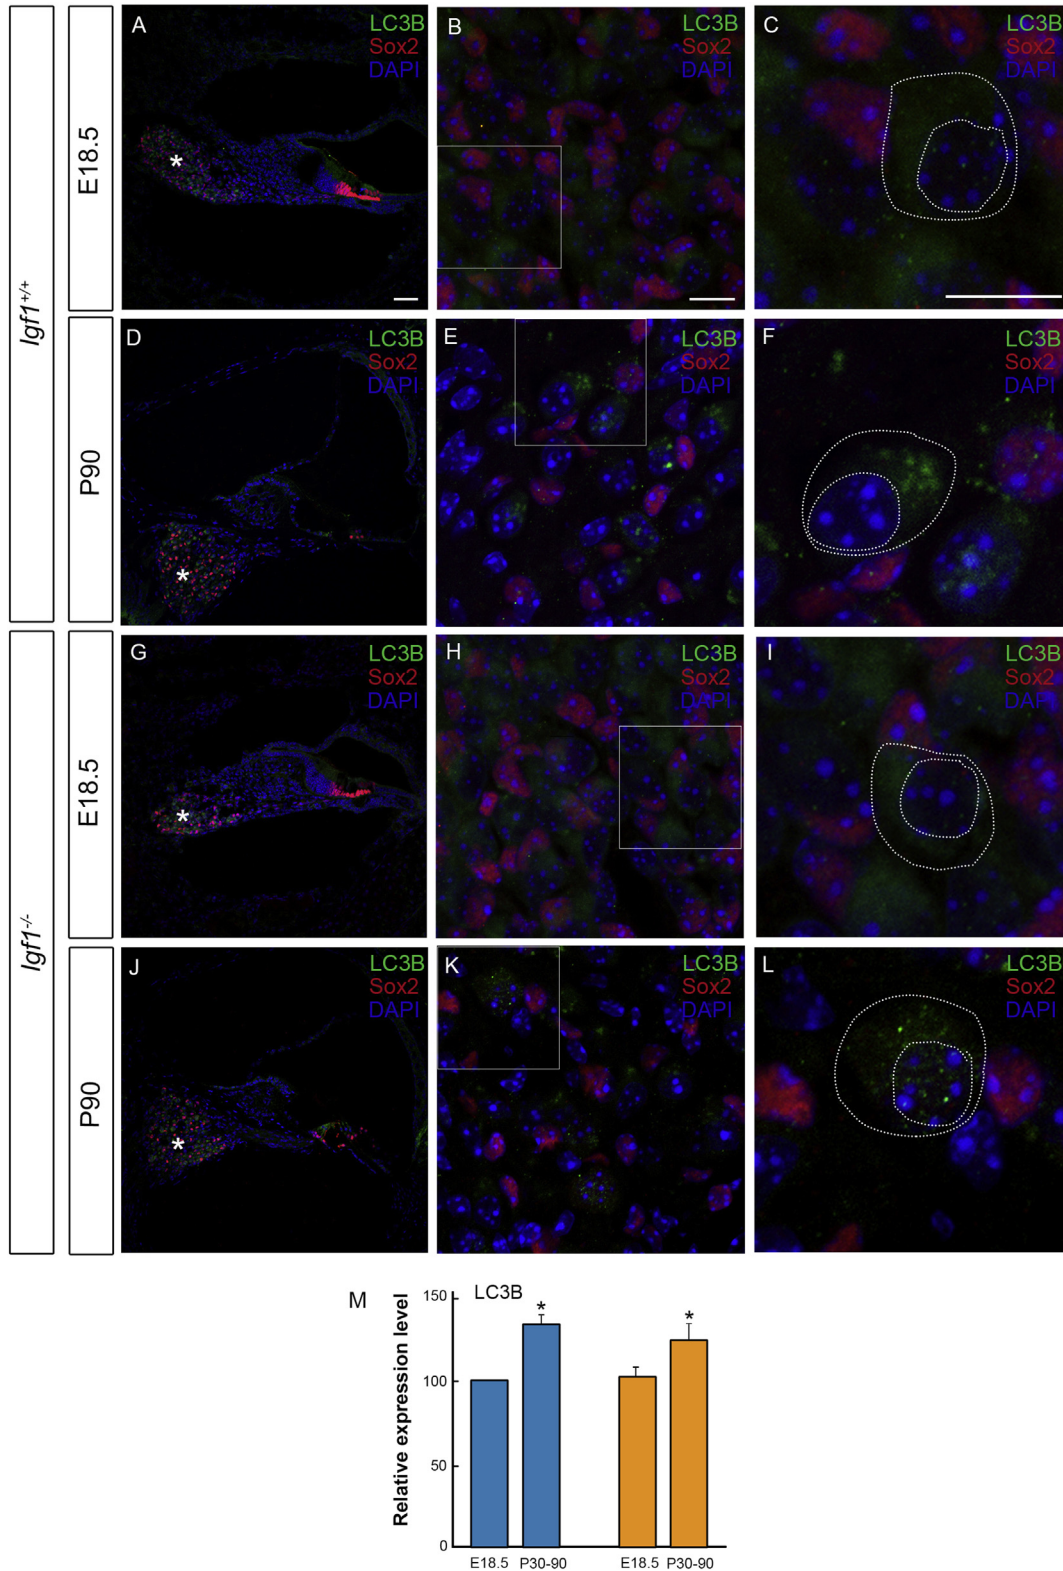 Igf1+/+
E18.5
A
LC3B
Sox2
DAPI
B
LC3B
Sox2
DAPI
C
LC3B
Sox2
DAPI
P90
D
LC3B
Sox2
DAPI
E
LC3B
Sox2
DAPI
F
LC3B
Sox2
DAPI
Igf1-/-
E18.5
G
LC3B
Sox2
DAPI
H
LC3B
Sox2
DAPI
I
LC3B
Sox2
DAPI
P90
J
LC3B
Sox2
DAPI
K
LC3B
Sox2
DAPI
L
LC3B
Sox2
DAPI
*
*
*
*
M
LC3B
Relative expression level
150
100
50
0
*
*
E18.5 P30-90 E18.5 P30-90